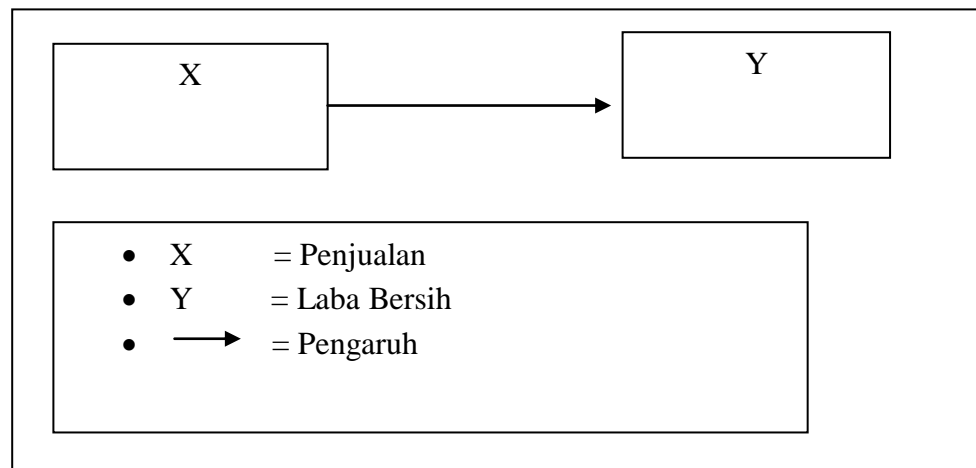 X
Y
• X = Penjualan
• Y = Laba Bersih
• → = Pengaruh